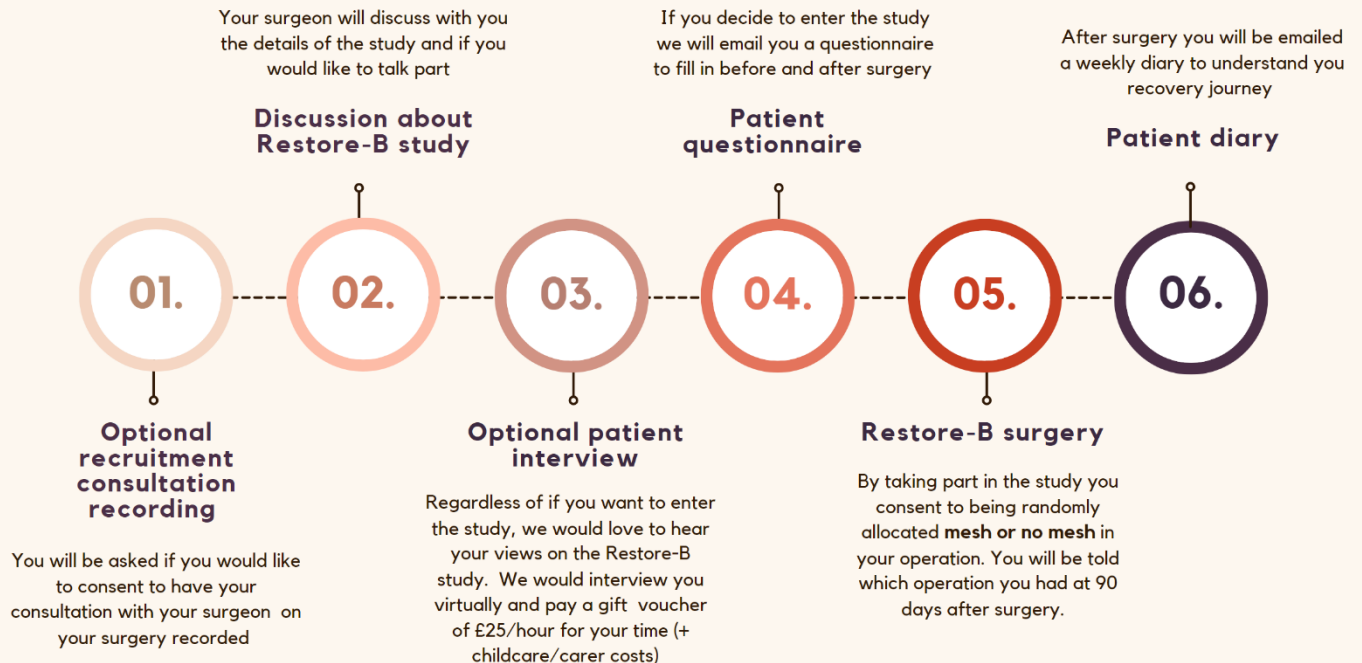 Your surgeon will discuss with you
the details of the study and if you
would like to talk part
Discussion about
Restore-B study
If you decide to enter the study
we will email you a questionnaire
to fill in before and after surgery
Patient
questionnaire
After surgery you will be emailed
a weekly diary to understand you
recovery journey
Patient diary
01.
02.
03.
04.
05.
06.
Optional
recruitment
consultation
recording
You will be asked if you would like
to consent to have your
consultation with your surgeon on
your surgery recorded
Optional patient
interview
Regardless of if you want to enter
the study, we would love to hear
your views on the Restore-B
study. We would interview you
virtually and pay a gift voucher
of £25/hour for your time (+
childcare/carer costs)
Restore-B surgery
By taking part in the study you
consent to being randomly
allocated mesh or no mesh in
your operation. You will be told
which operation you had at 90
days after surgery.